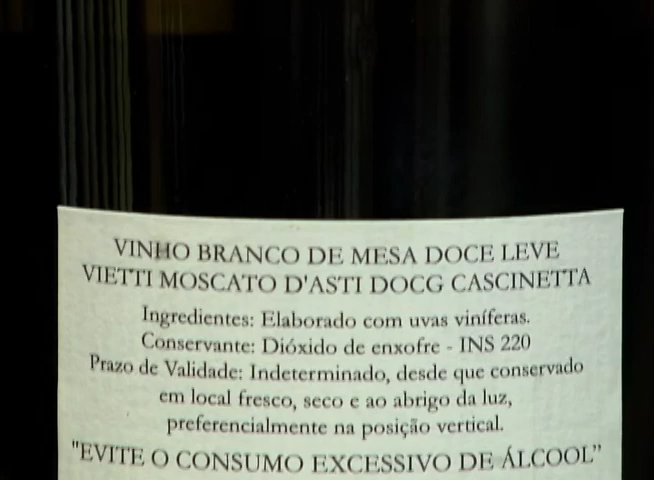 VINHO BRANCO DE MESA DOCE LEVE
VIETTI MOSCATO D'ASTI DOCG CASCINETTA
Ingredientes: Elaborado com uvas viníferas.
Conservante: Dióxido de enxofre - INS 220
Prazo de Validade: Indeterminado, desde que conservado
em local fresco, seco e ao abrigo da luz,
preferencialmente na posição vertical.
"EVITE O CONSUMO EXCESSIVO DE ÁLCOOL”